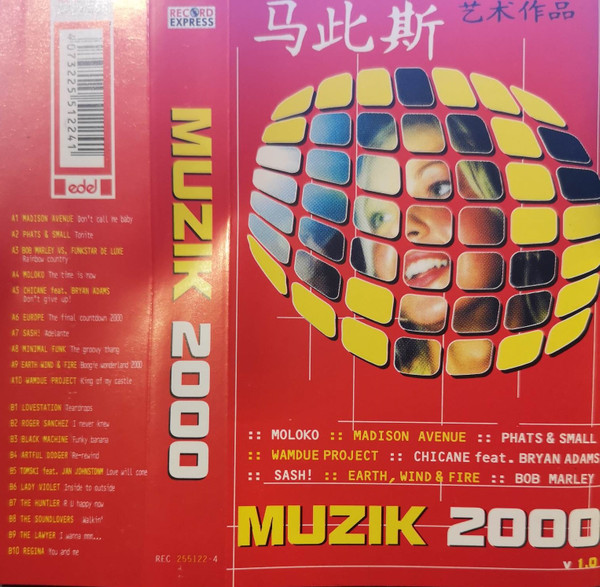 4073225512241
edel
A1 MADISON AVENUE Don't call me baby
A2 PHATS & SMALL Tonite
A3 BOB MARLEY VS. FUNKSTAR DE LUXE
Rainbow country
A4 MOLOKO The time is now
A5 CHICANE feat. BRYAN ADAMS
Don't give up!
A6 EUROPE The final countdown 2000
A7 SASH! Adelante
A8 MINIMAL FUNK The groovy thang
A9 EARTH WIND & FIRE Boogie wonderland 2000
A10 WAMDUE PROJECT King of my castle
B1 LOVESTATION Teardrops
B2 ROGER SANCHEZ I never knew
B3 BLACK MACHINE Funky banana
B4 ARTFUL DODGER Re-rewind
B5 TOMSKI feat. JAN JOHNSTON Love will come
B6 LADY VIOLET Inside to outside
B7 THE HUNTLER R U happy now
B8 THE SOUNDLOVERS Walkin'
B9 THE LAWYER I wanna mmm...
B10 REGINA You and me
RECORD
EXPRESS
MUZIK 2000
REC 255122-4
马此斯
艺术作品
:: MOLOKO :: MADISON AVENUE :: PHATS & SMALL
:: WAMDUE PROJECT :: CHICANE feat. BRYAN ADAMS
:: SASH! :: EARTH, WIND & FIRE :: BOB MARLEY
MUZIK 2000
v 1.0